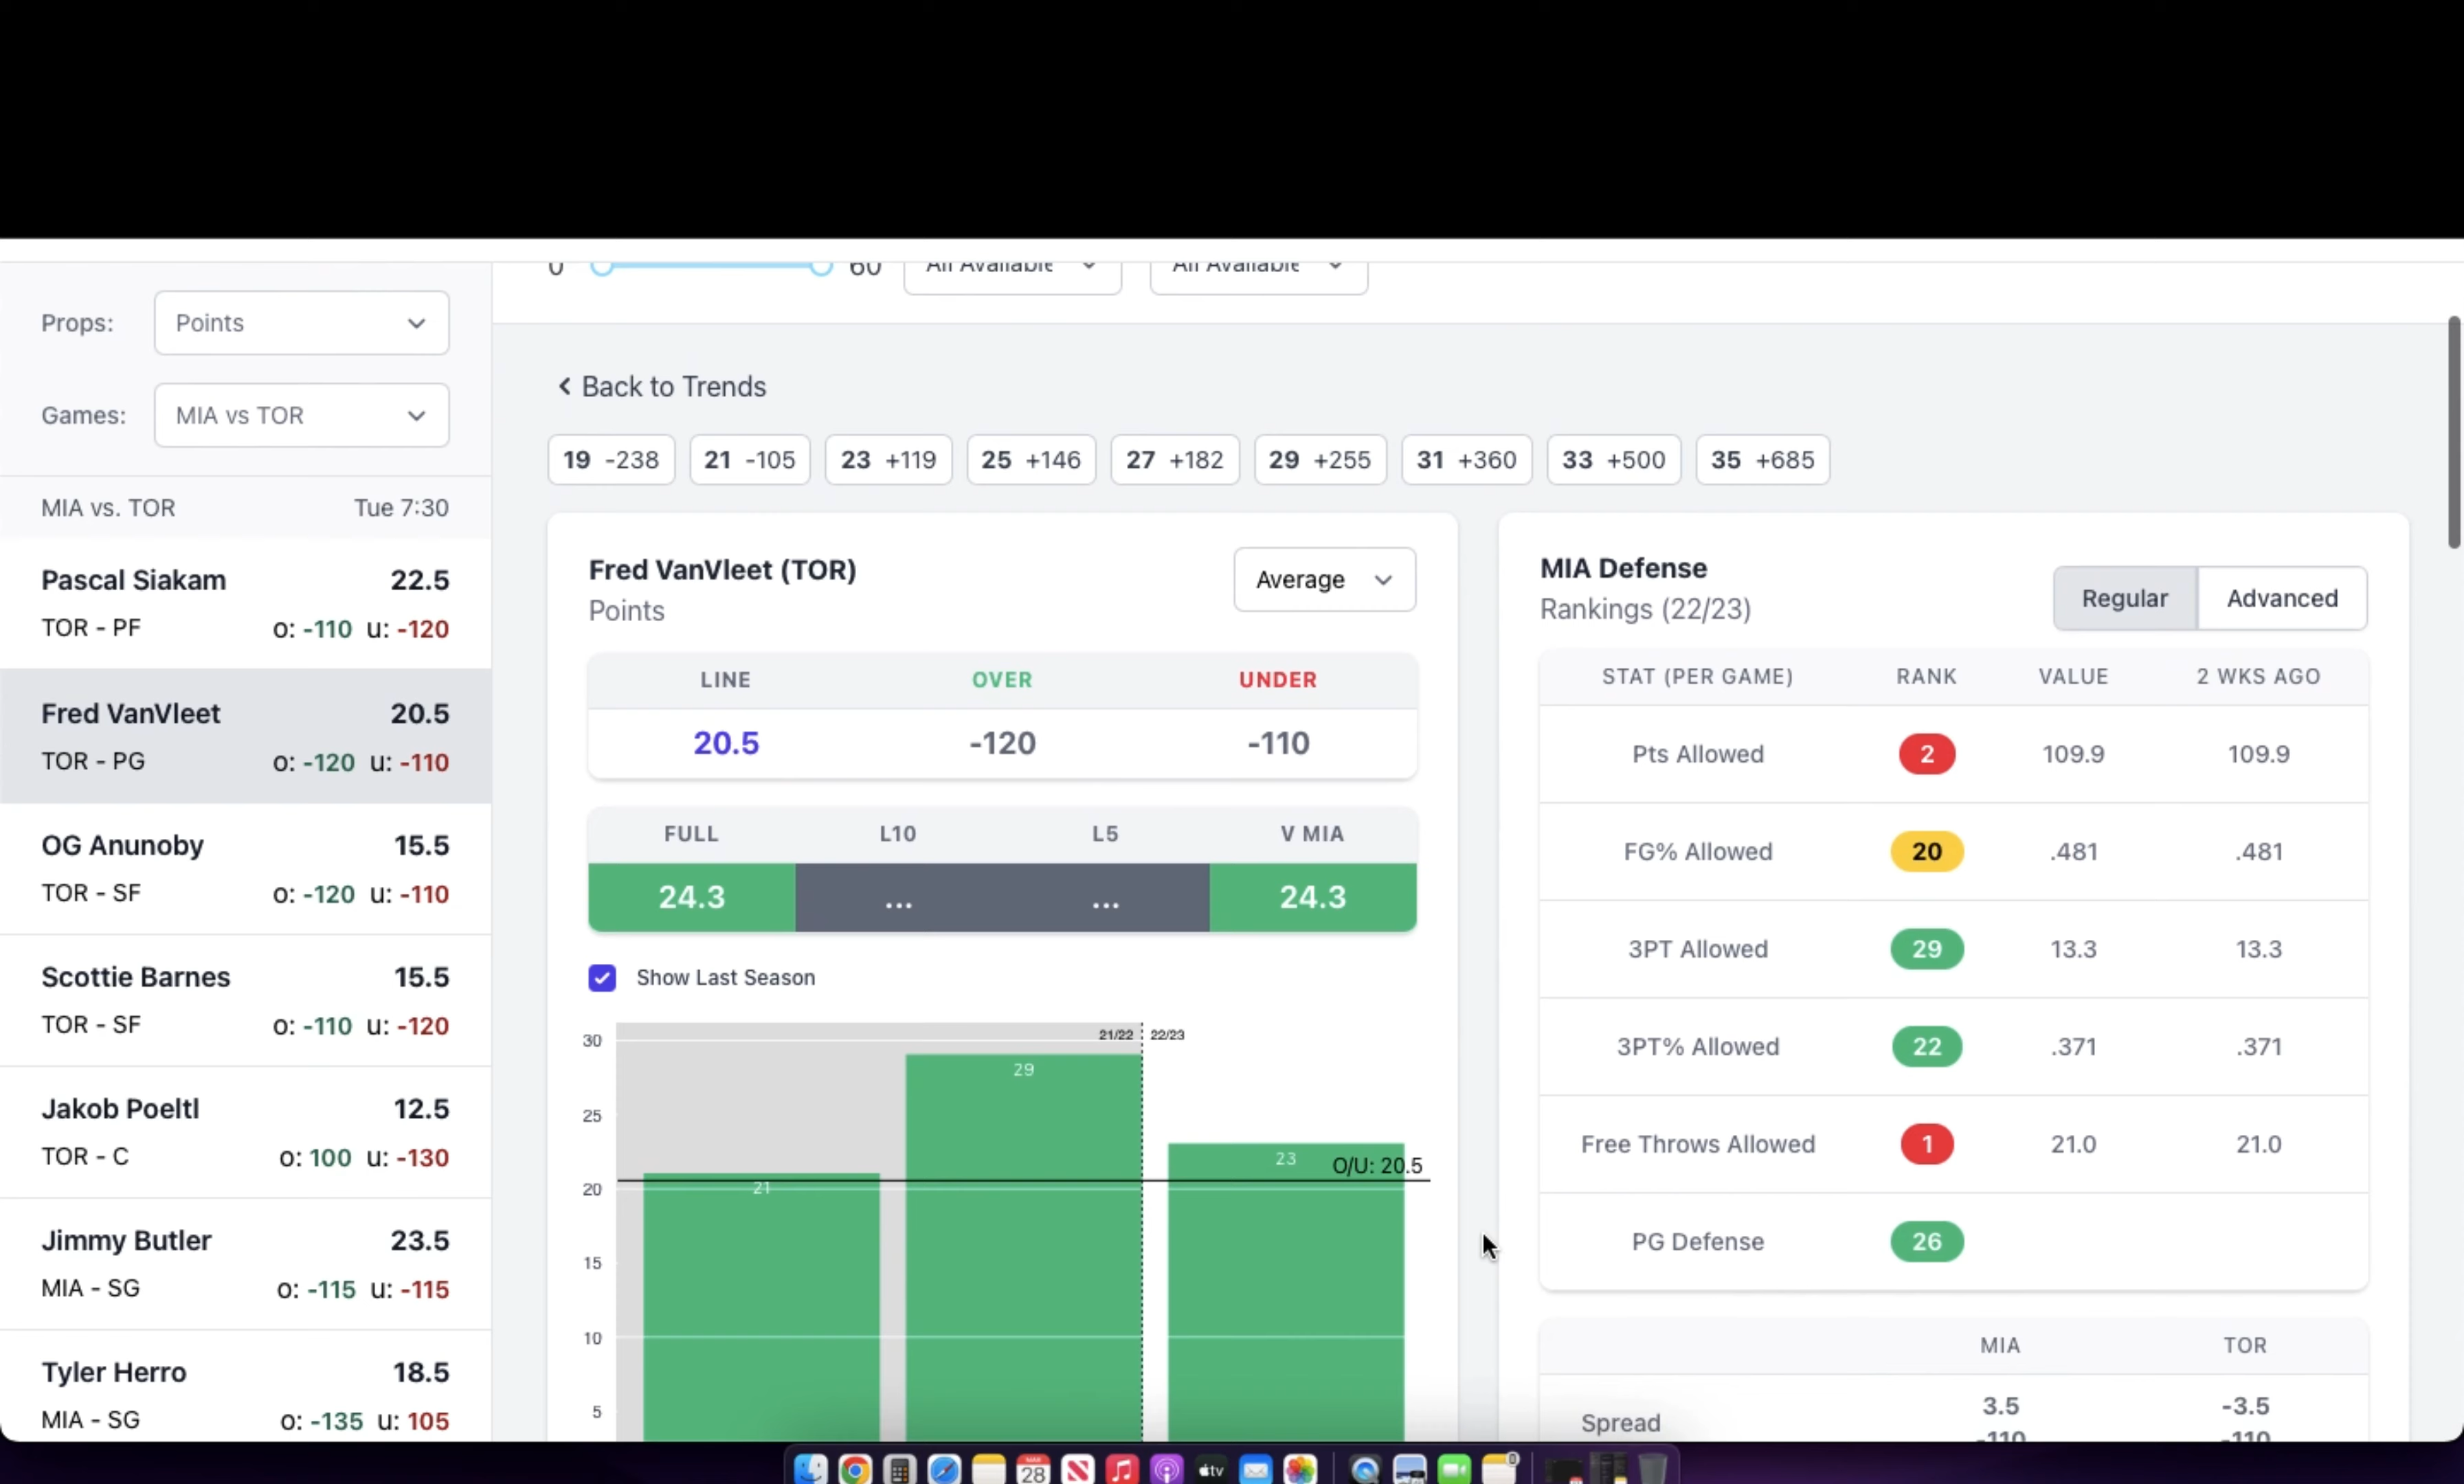 0 60 All Available All Available
Props: Points
Games: MIA vs TOR
MIA vs. TOR Tue 7:30
Pascal Siakam 22.5
TOR - PF o: -110 u: -120
Fred VanVleet 20.5
TOR - PG o: -120 u: -110
OG Anunoby 15.5
TOR - SF o: -120 u: -110
Scottie Barnes 15.5
TOR - SF o: -110 u: -120
Jakob Poeltl 12.5
TOR - C o: 100 u: -130
Jimmy Butler 23.5
MIA - SG o: -115 u: -115
Tyler Herro 18.5
MIA - SG o: -135 u: 105
Back to Trends
19 -238 21 -105 23 +119 25 +146 27 +182 29 +255 31 +360 33 +500 35 +685
Fred VanVleet (TOR) Average
Points
LINE OVER UNDER
20.5 -120 -110
FULL L10 L5 V MIA
24.3 ... ... 24.3
Show Last Season
21/22 22/23
30
29
25
23 O/U: 20.5
20
21
15
10
5
MIA Defense
Rankings (22/23)
Regular Advanced
STAT (PER GAME) RANK VALUE 2 WKS AGO
Pts Allowed 2 109.9 109.9
FG% Allowed 20 .481 .481
3PT Allowed 29 13.3 13.3
3PT% Allowed 22 .371 .371
Free Throws Allowed 1 21.0 21.0
PG Defense 26
MIA TOR
Spread 3.5 -3.5
-110 -110
28
tv